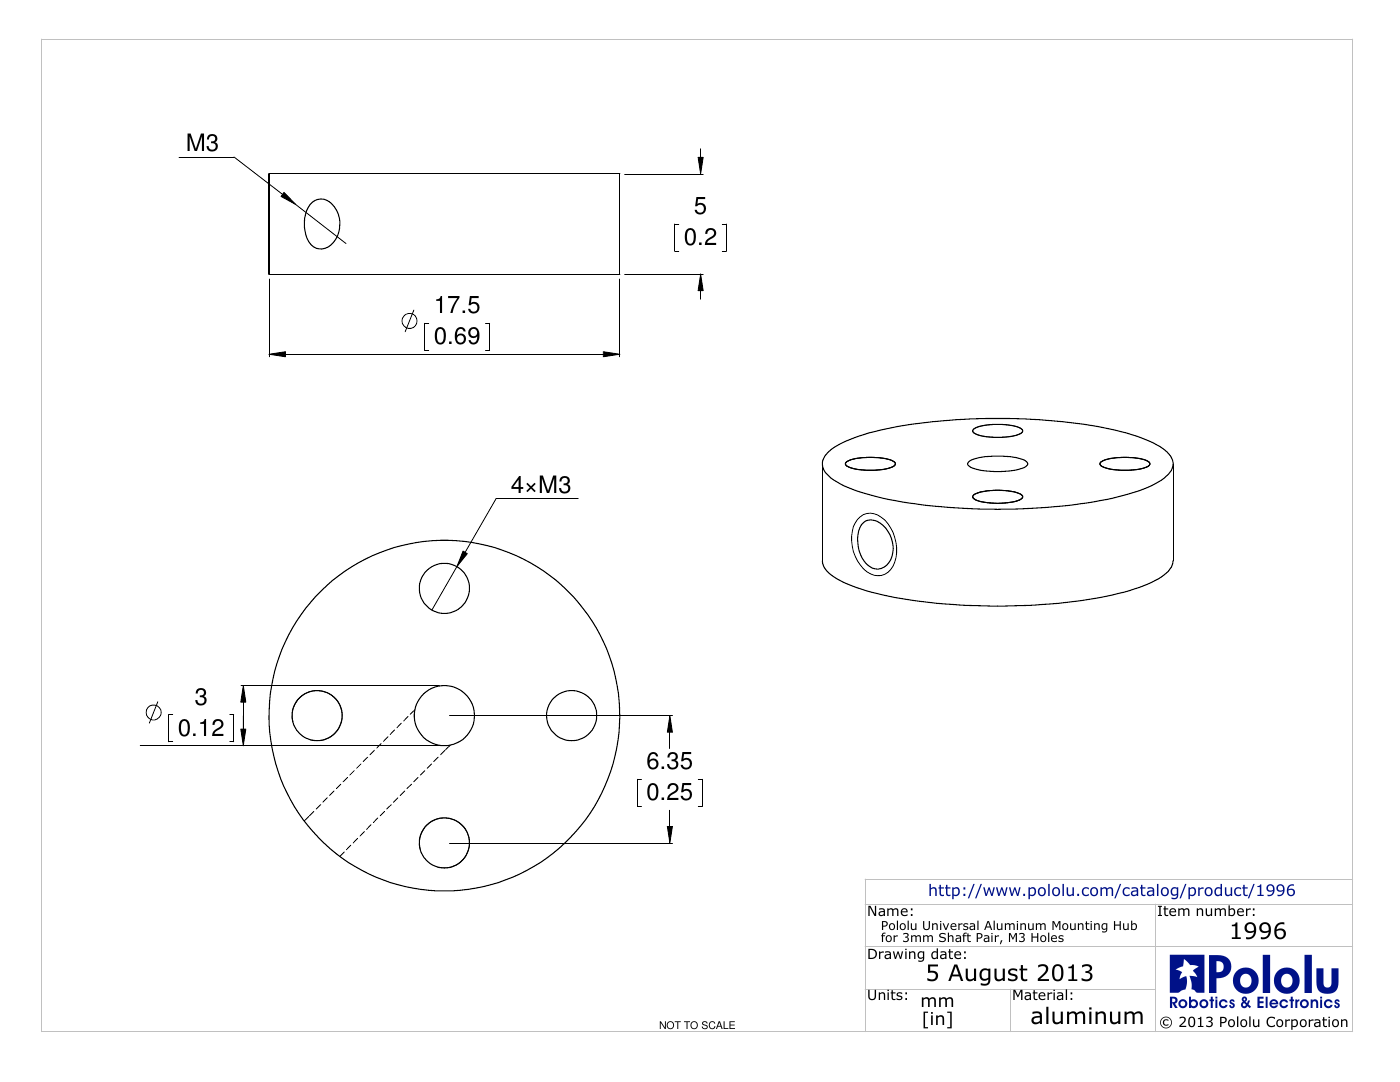 M3
5
[0.2]
17.5
⌀ [0.69]
4×M3
3
⌀ [0.12]
6.35
[0.25]
http://www.pololu.com/catalog/product/1996
Name:
Pololu Universal Aluminum Mounting Hub
for 3mm Shaft Pair, M3 Holes
Item number:
1996
Drawing date:
5 August 2013
Units:
mm
[in]
Material:
aluminum
Pololu
Robotics & Electronics
© 2013 Pololu Corporation
NOT TO SCALE